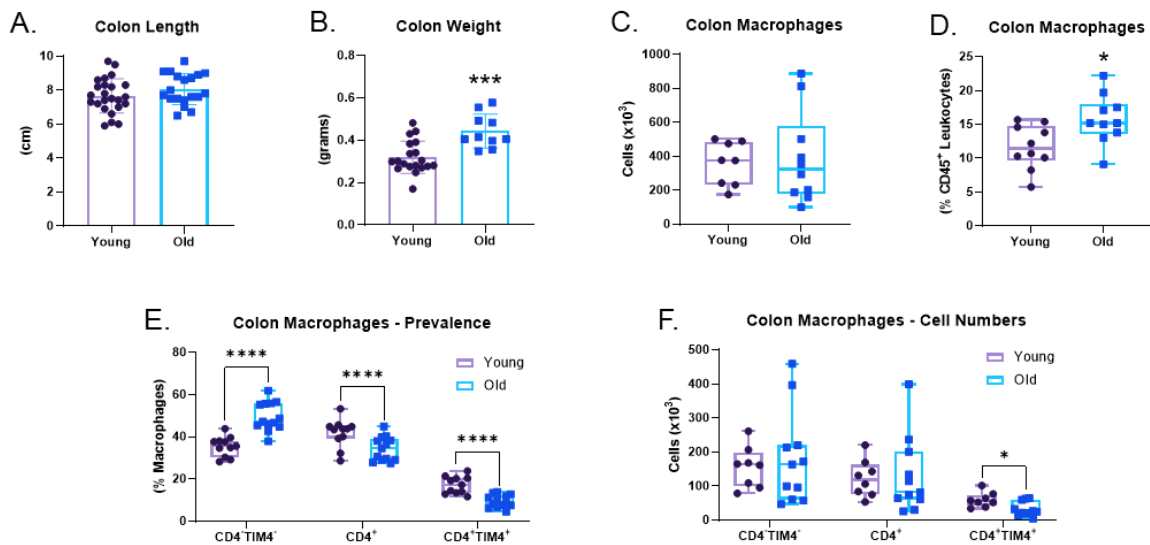 A.
Colon Length
10
8
6
4
2
0
(cm)
Young
Old
B.
Colon Weight
0.8
0.6
0.4
0.2
0.0
(grams)
***
Young
Old
C.
Colon Macrophages
1000
800
600
400
200
0
Cells (x10³)
Young
Old
D.
Colon Macrophages
25
20
15
10
5
0
(% CD45⁺ Leukocytes)
*
Young
Old
E.
Colon Macrophages - Prevalence
80
60
40
20
0
(% Macrophages)
****
****
****
Young
Old
CD4⁻TIM4⁻
CD4⁺
CD4⁺TIM4⁺
F.
Colon Macrophages - Cell Numbers
500
400
300
200
100
0
Cells (x10³)
*
Young
Old
CD4⁻TIM4⁻
CD4⁺
CD4⁺TIM4⁺